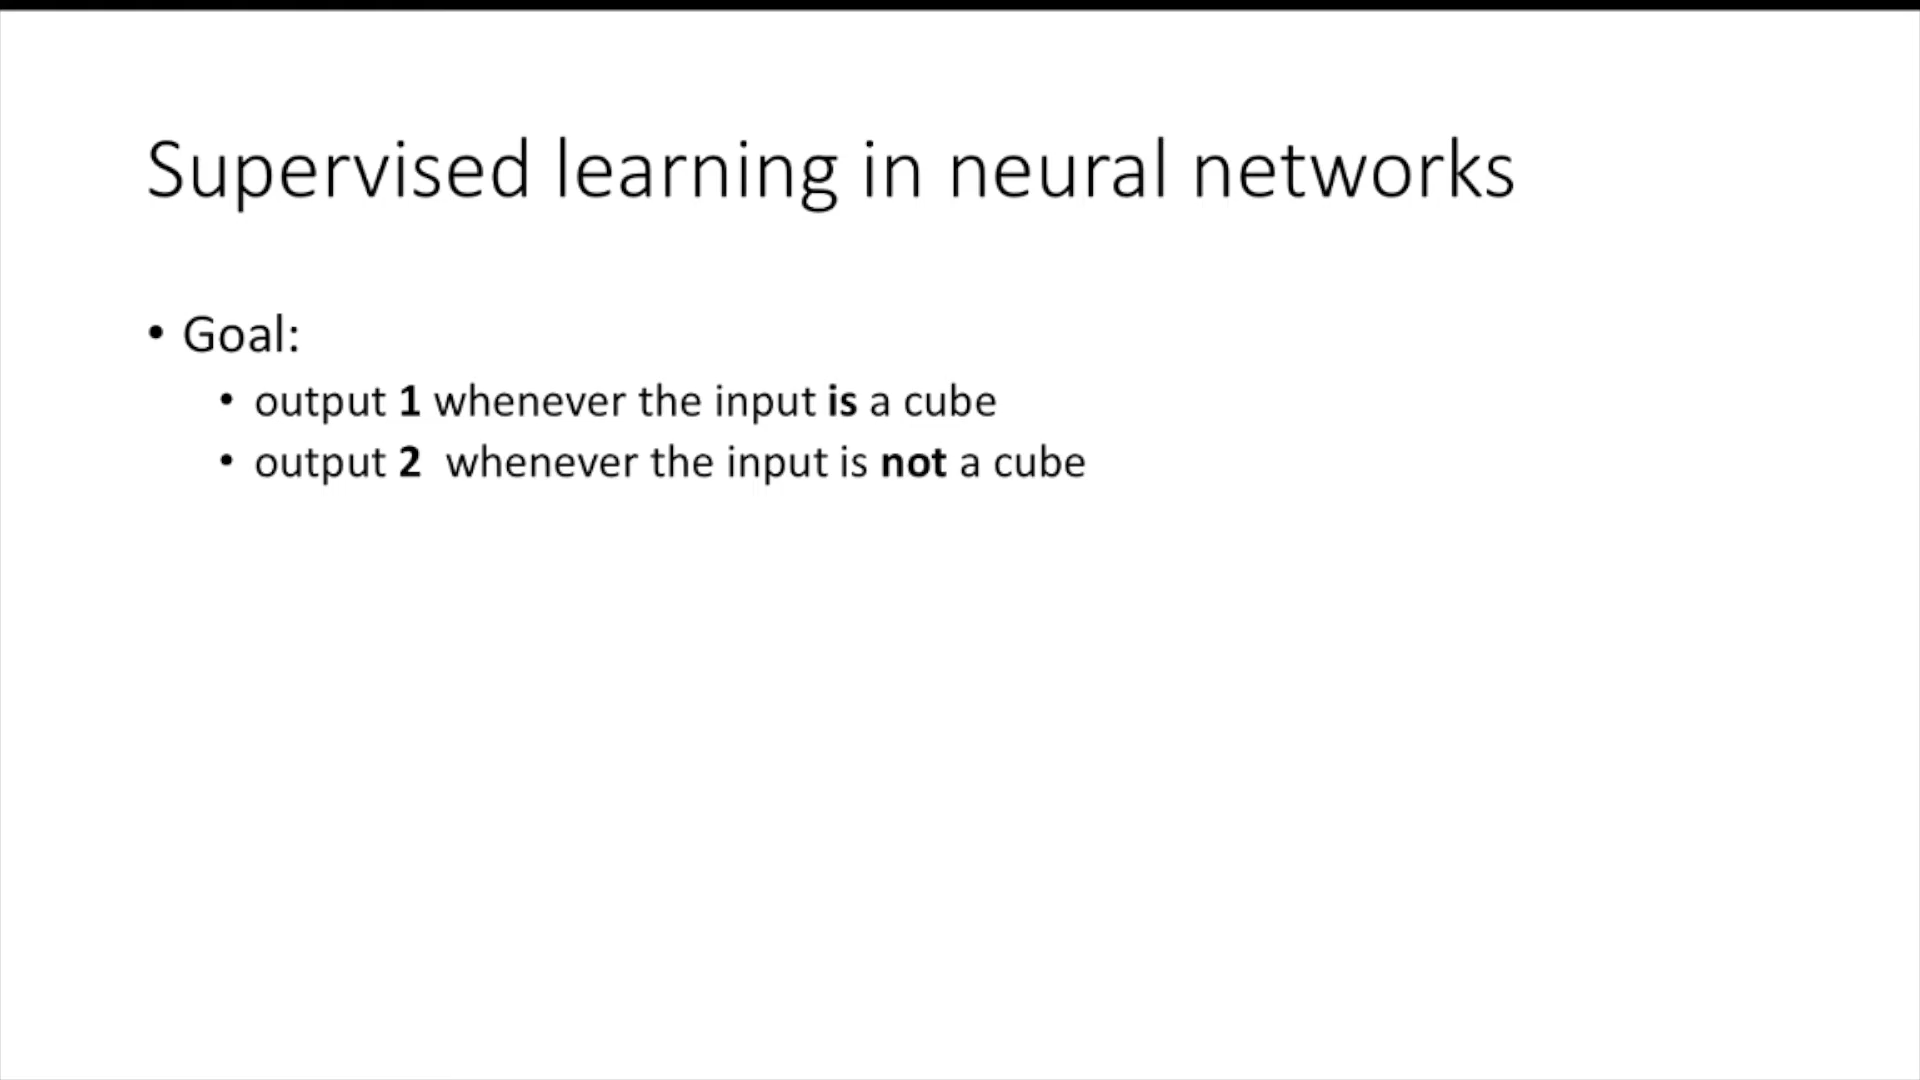 Supervised learning in neural networks
• Goal:
• output 1 whenever the input is a cube
• output 2  whenever the input is not a cube